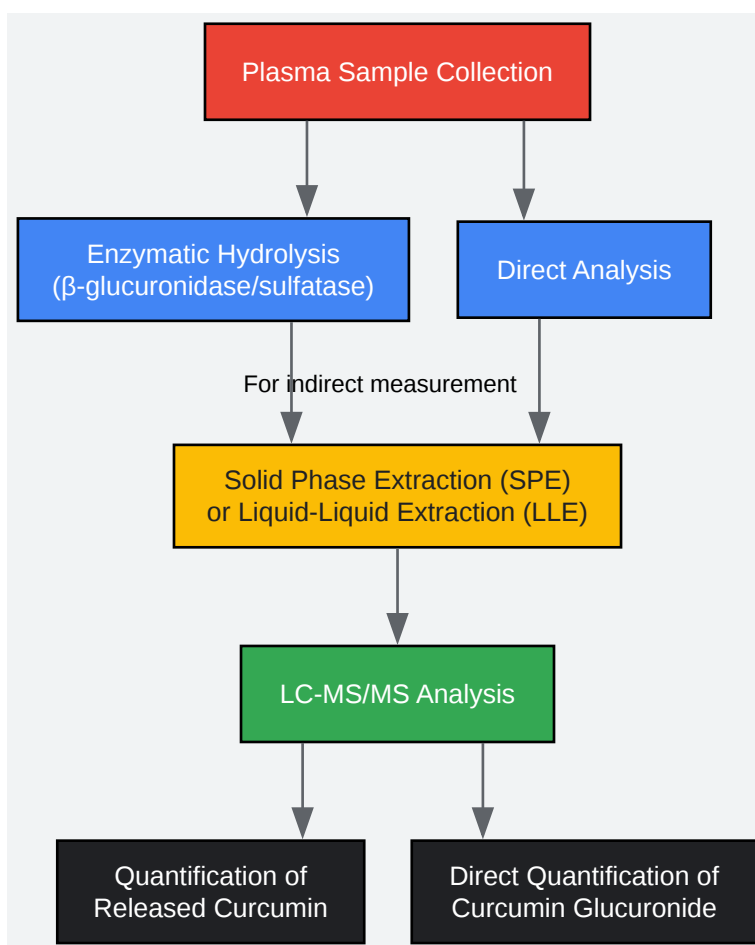 Plasma Sample Collection
Enzymatic Hydrolysis
(β-glucuronidase/sulfatase)
Direct Analysis
For indirect measurement
Solid Phase Extraction (SPE)
or Liquid-Liquid Extraction (LLE)
LC-MS/MS Analysis
Quantification of
Released Curcumin
Direct Quantification of
Curcumin Glucuronide